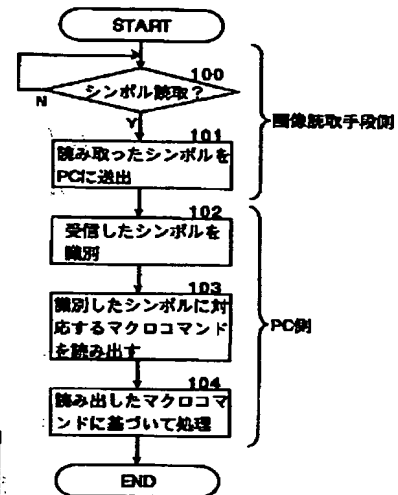 START
100
シンボル読取?
N
Y
101
読み取ったシンボルを
PCに送出
画像読取手段側
102
受信したシンボルを
識別
103
識別したシンボルに対
応するマクロコマンド
を読み出す
PC側
104
読み出したマクロコマ
ンドに基づいて処理
END